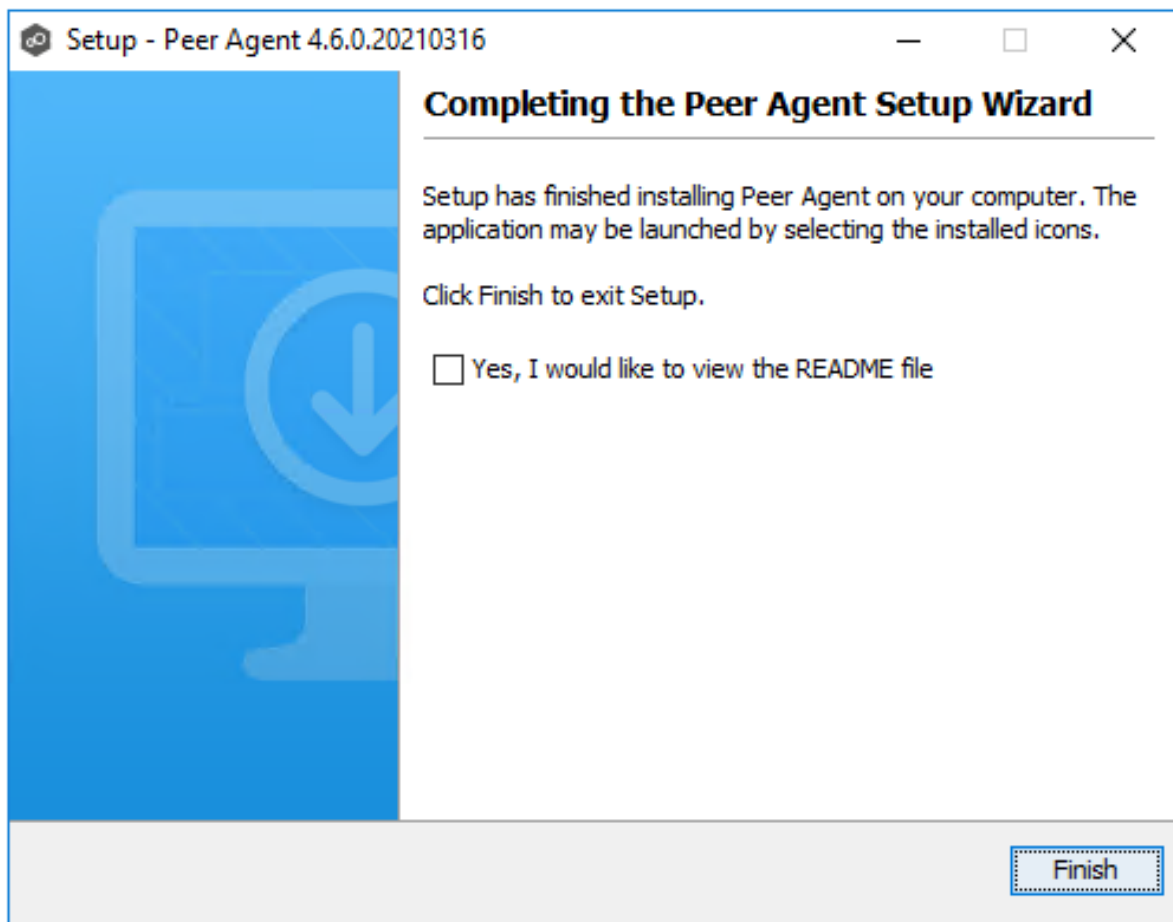 Setup - Peer Agent 4.6.0.20210316
Completing the Peer Agent Setup Wizard
Setup has finished installing Peer Agent on your computer. The
application may be launched by selecting the installed icons.
Click Finish to exit Setup.
Yes, I would like to view the README file
Finish